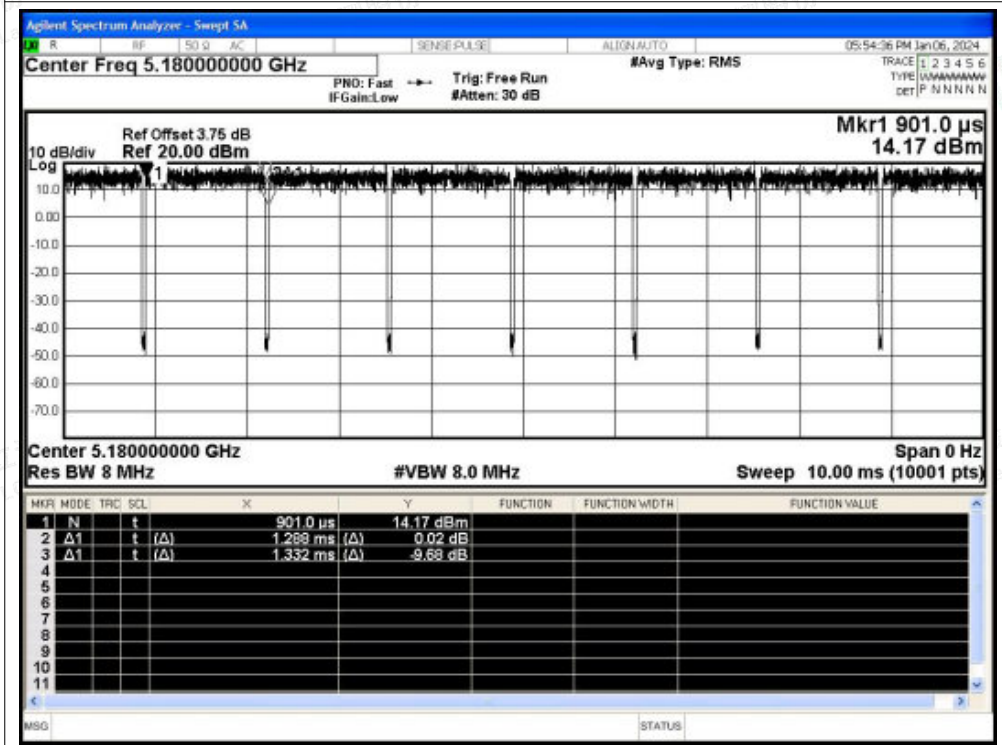 Agilent Spectrum Analyzer - Swept SA
R RF 50 Ω AC SENSE:PULSE ALIGN AUTO 05:54:36 PM Jan 06, 2024
Center Freq 5.180000000 GHz #Avg Type: RMS TRACE 1 2 3 4 5 6
PNO: Fast Trig: Free Run TYPE
IFGain:Low #Atten: 30 dB DET P N N N N N
Mkr1 901.0 µs
Ref Offset 3.75 dB
10 dB/div Ref 20.00 dBm 14.17 dBm
Log
1
10.0
0.00
-10.0
-20.0
-30.0
-40.0
-50.0
-60.0
-70.0
Center 5.180000000 GHz Span 0 Hz
Res BW 8 MHz #VBW 8.0 MHz Sweep 10.00 ms (10001 pts)
MKR MODE TRC SCL X Y FUNCTION FUNCTION WIDTH FUNCTION VALUE
1 N t 901.0 µs 14.17 dBm
2 Δ1 t (Δ) 1.288 ms (Δ) 0.02 dB
3 Δ1 t (Δ) 1.332 ms (Δ) -9.68 dB
4
5
6
7
8
9
10
11
MSG STATUS